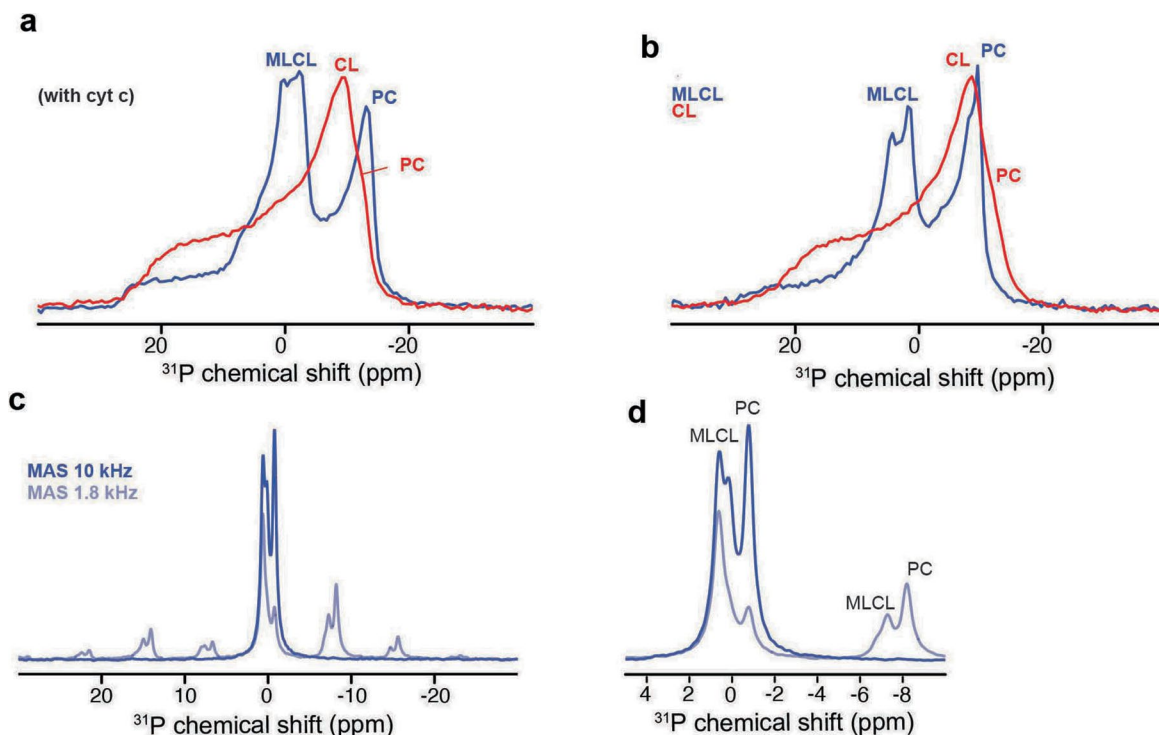 a
(with cyt c)
MLCL
CL
PC
PC
20 0 -20
³¹P chemical shift (ppm)
b
MLCL
CL
MLCL
CL
PC
PC
20 0 -20
³¹P chemical shift (ppm)
c
MAS 10 kHz
MAS 1.8 kHz
20 10 0 -10 -20
³¹P chemical shift (ppm)
d
MLCL
PC
MLCL
PC
4 2 0 -2 -4 -6 -8
³¹P chemical shift (ppm)